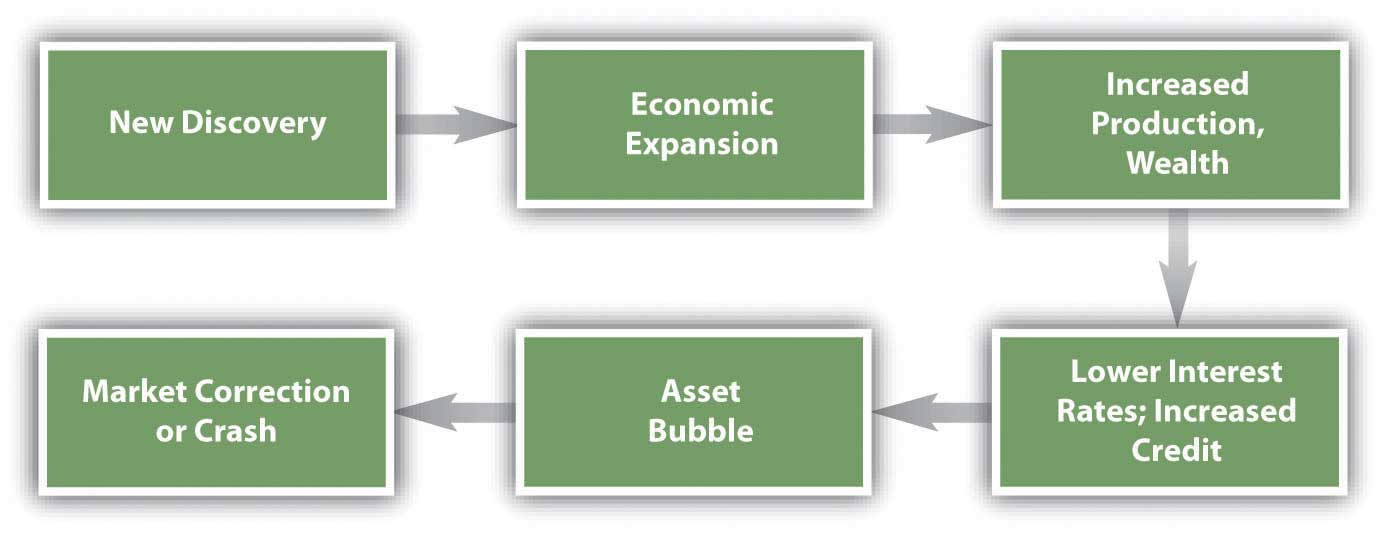 New Discovery
Economic
Expansion
Increased
Production,
Wealth
Lower Interest
Rates; Increased
Credit
Asset
Bubble
Market Correction
or Crash